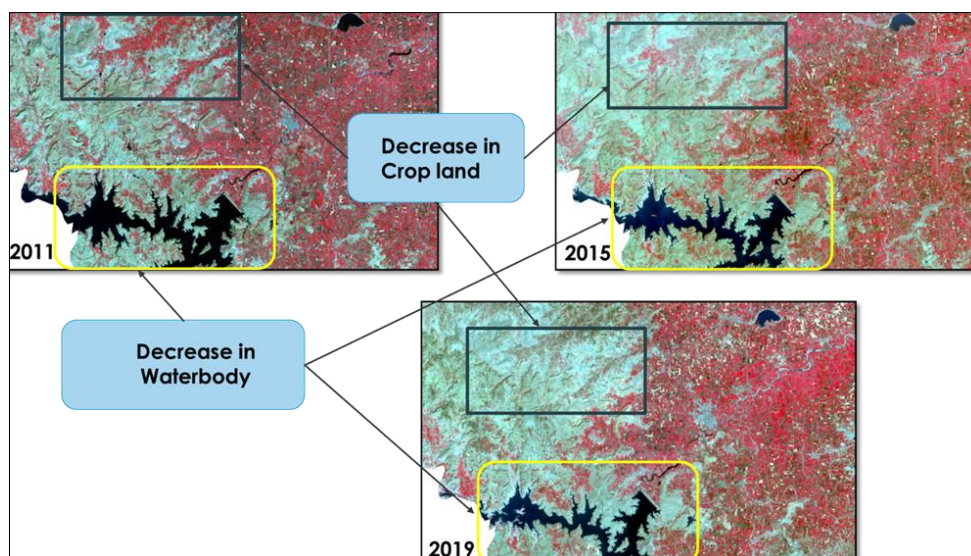 Decrease in
Crop land
2011
2015
Decrease in
Waterbody
2019